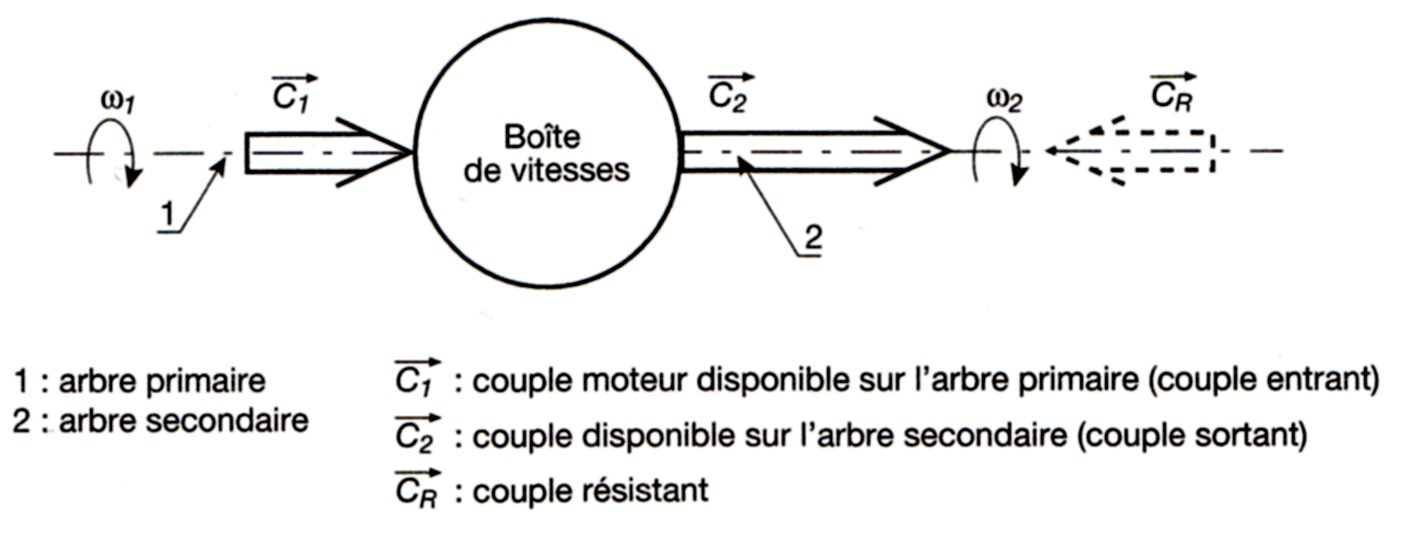 ω1
C1
C2
ω2
CR
Boîte
de vitesses
1
2
1 : arbre primaire
2 : arbre secondaire
C1 : couple moteur disponible sur l'arbre primaire (couple entrant)
C2 : couple disponible sur l'arbre secondaire (couple sortant)
CR : couple résistant